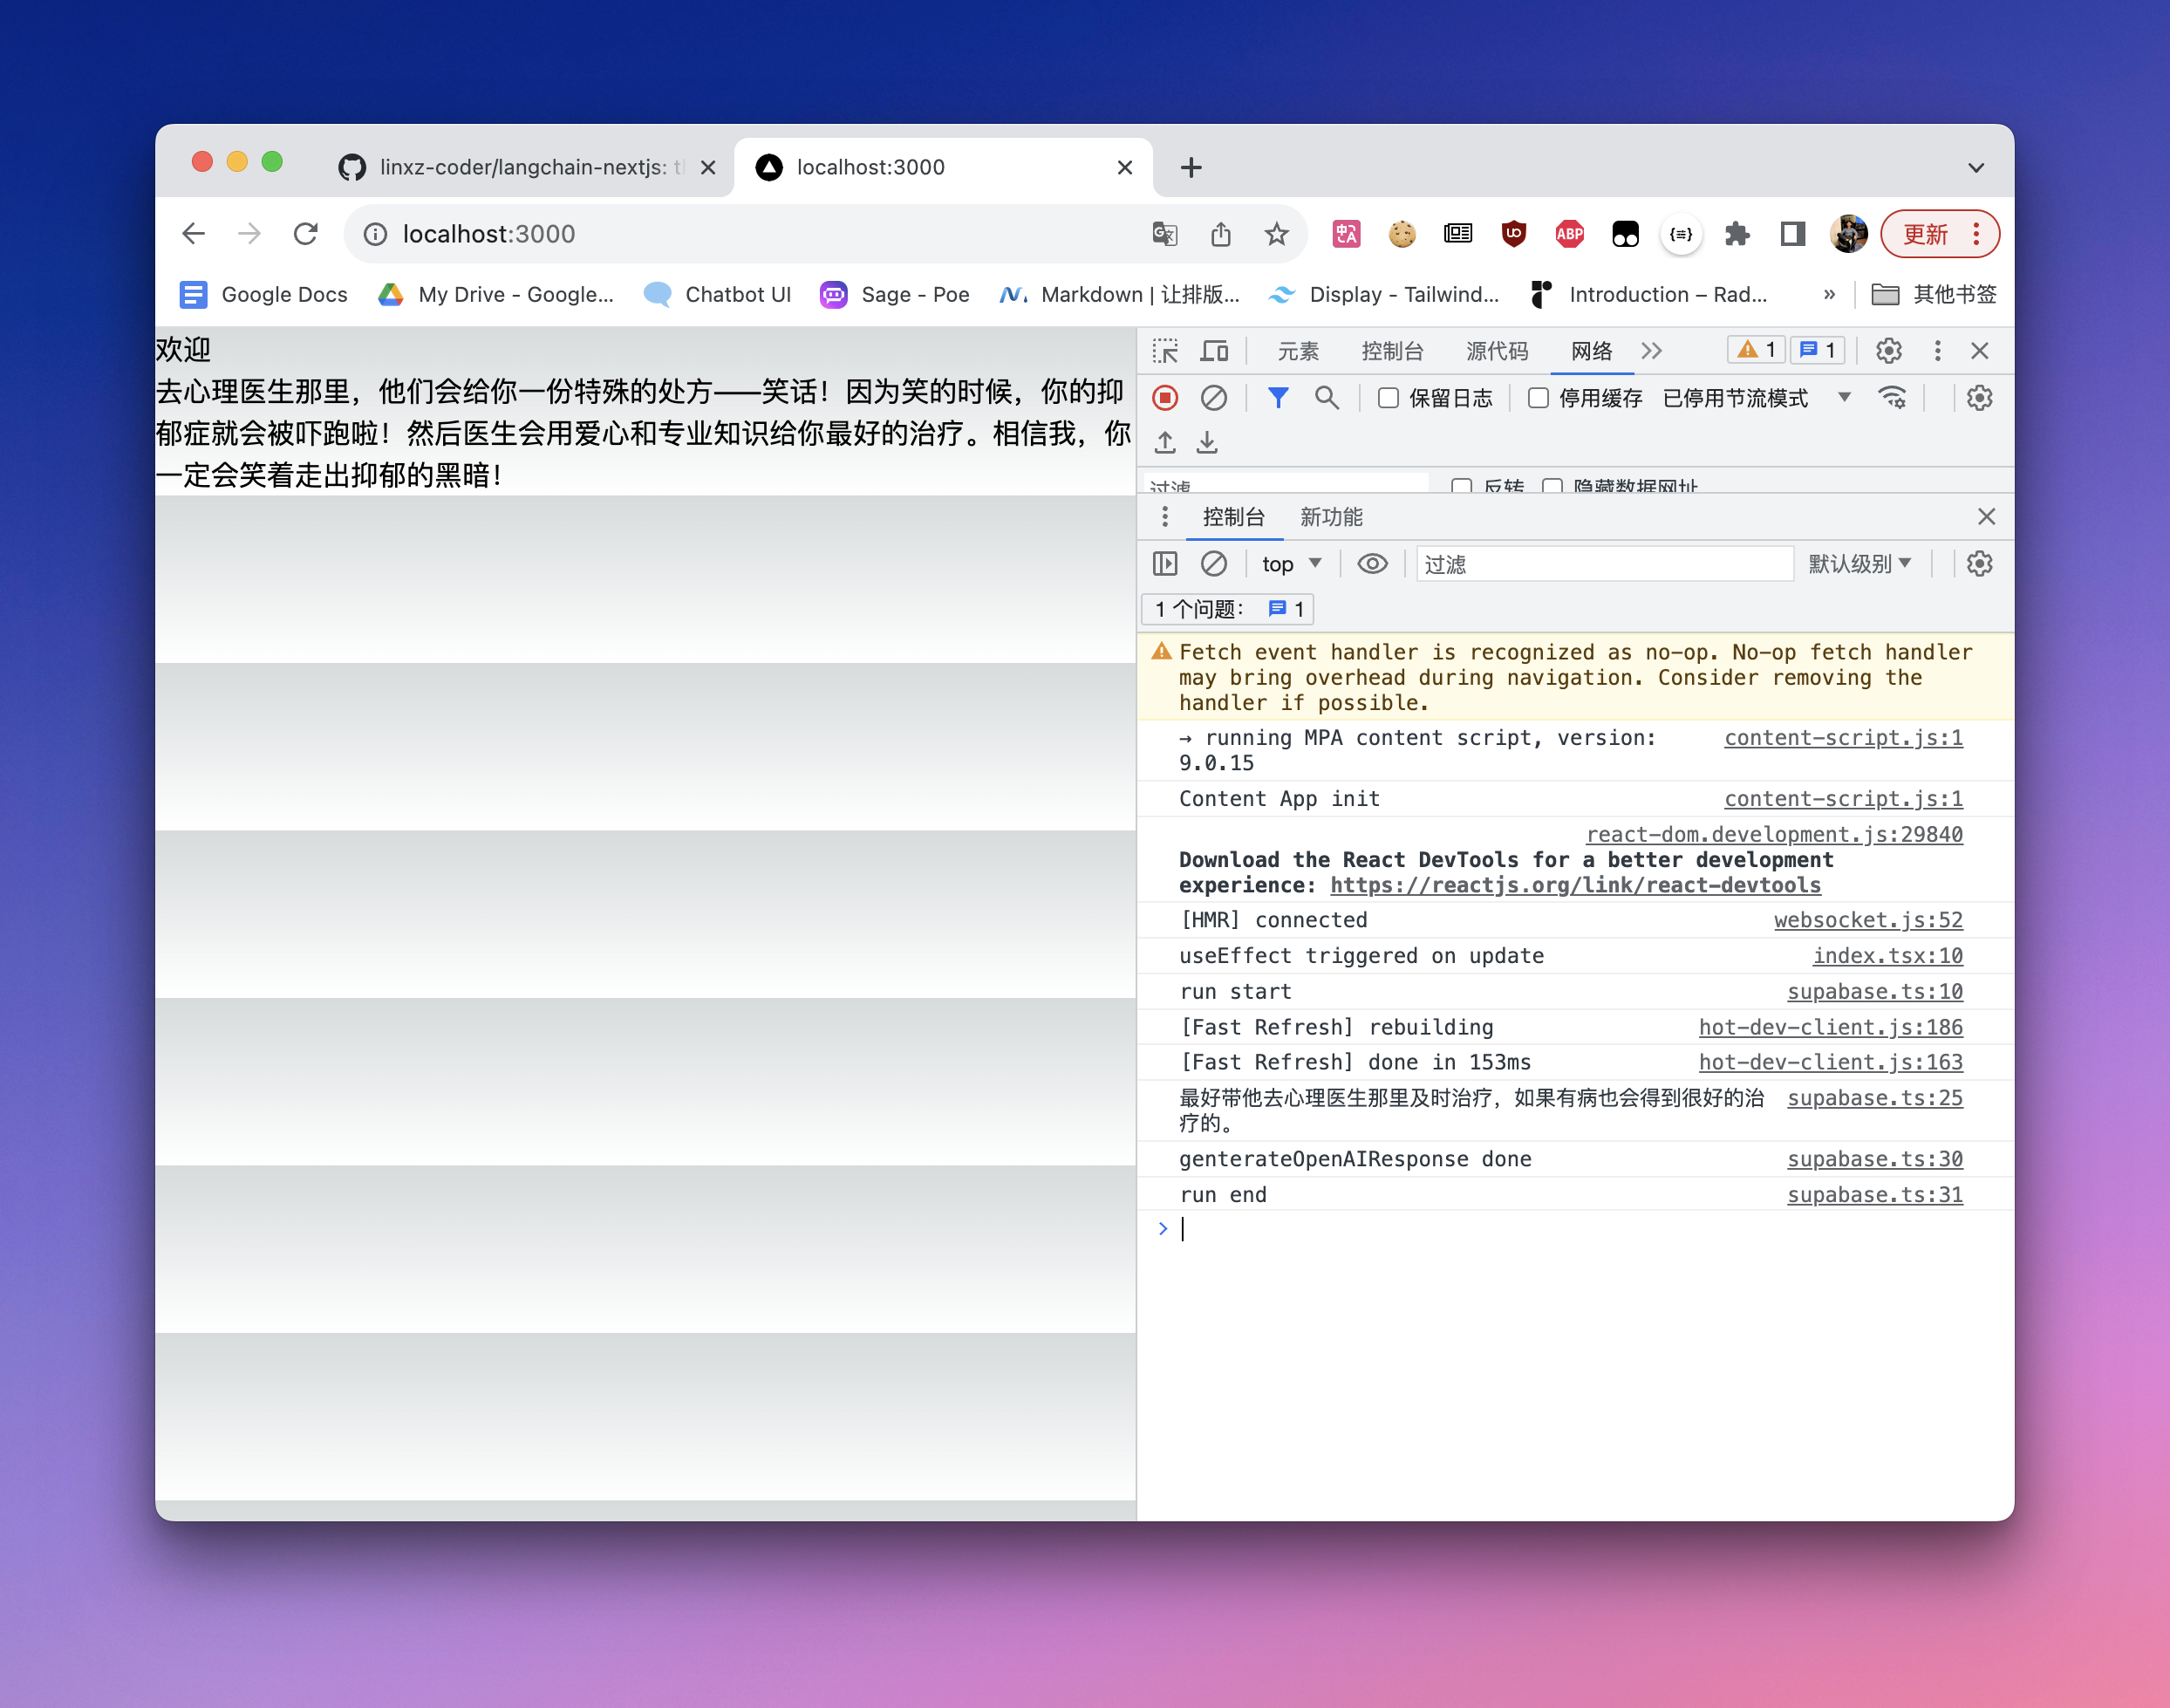 linxz-coder/langchain-nextjs: t
localhost:3000
localhost:3000
更新
Google Docs
My Drive - Google...
Chatbot UI
Sage - Poe
Markdown | 让排版...
Display - Tailwind...
Introduction – Rad...
»
其他书签
欢迎
去心理医生那里，他们会给你一份特殊的处方——笑话！因为笑的时候，你的抑
郁症就会被吓跑啦！然后医生会用爱心和专业知识给你最好的治疗。相信我，你
一定会笑着走出抑郁的黑暗！
元素 控制台 源代码 网络 1 1
保留日志 停用缓存 已停用节流模式
过滤 反转 隐藏数据网址
控制台 新功能
top 过滤 默认级别
1 个问题： 1
Fetch event handler is recognized as no-op. No-op fetch handler
may bring overhead during navigation. Consider removing the
handler if possible.
→ running MPA content script, version: content-script.js:1
9.0.15
Content App init content-script.js:1
react-dom.development.js:29840
Download the React DevTools for a better development
experience: https://reactjs.org/link/react-devtools
[HMR] connected websocket.js:52
useEffect triggered on update index.tsx:10
run start supabase.ts:10
[Fast Refresh] rebuilding hot-dev-client.js:186
[Fast Refresh] done in 153ms hot-dev-client.js:163
最好带他去心理医生那里及时治疗，如果有病也会得到很好的治 supabase.ts:25
疗的。
genterateOpenAIResponse done supabase.ts:30
run end supabase.ts:31